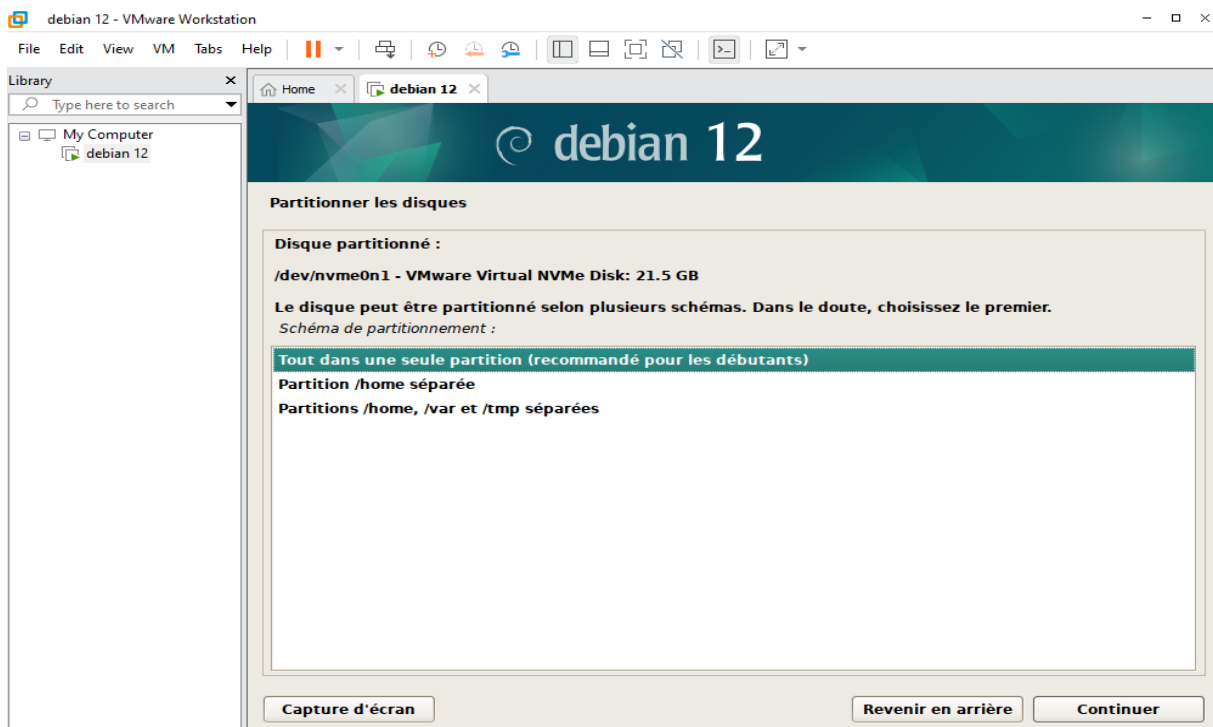 debian 12 - VMware Workstation
File Edit View VM Tabs Help
Library
Type here to search
My Computer
debian 12
Home
debian 12
debian 12
Partitionner les disques
Disque partitionné :
/dev/nvme0n1 - VMware Virtual NVMe Disk: 21.5 GB
Le disque peut être partitionné selon plusieurs schémas. Dans le doute, choisissez le premier.
Schéma de partitionnement :
Tout dans une seule partition (recommandé pour les débutants)
Partition /home séparée
Partitions /home, /var et /tmp séparées
Capture d'écran
Revenir en arrière
Continuer